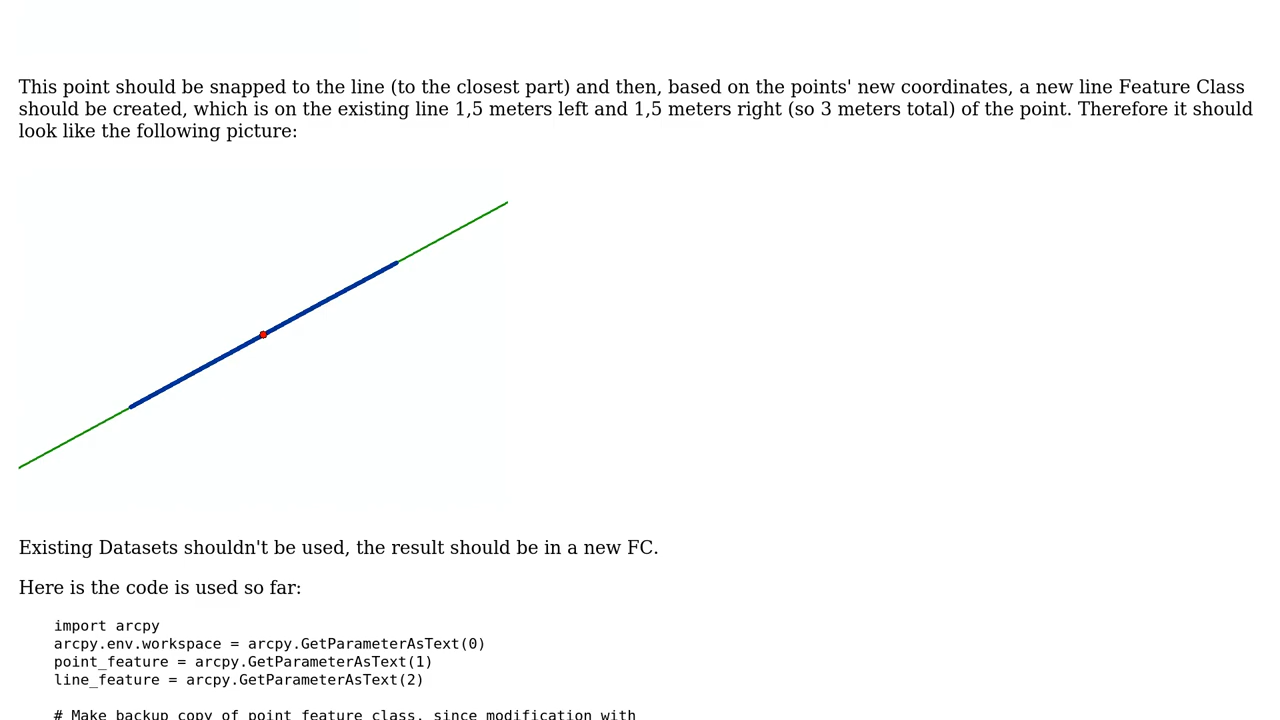 This point should be snapped to the line (to the closest part) and then, based on the points' new coordinates, a new line Feature Class
should be created, which is on the existing line 1,5 meters left and 1,5 meters right (so 3 meters total) of the point. Therefore it should
look like the following picture:
Existing Datasets shouldn't be used, the result should be in a new FC.
Here is the code is used so far:
import arcpy
arcpy.env.workspace = arcpy.GetParameterAsText(0)
point_feature = arcpy.GetParameterAsText(1)
line_feature = arcpy.GetParameterAsText(2)
# Make backup copy of point feature class, since modification with